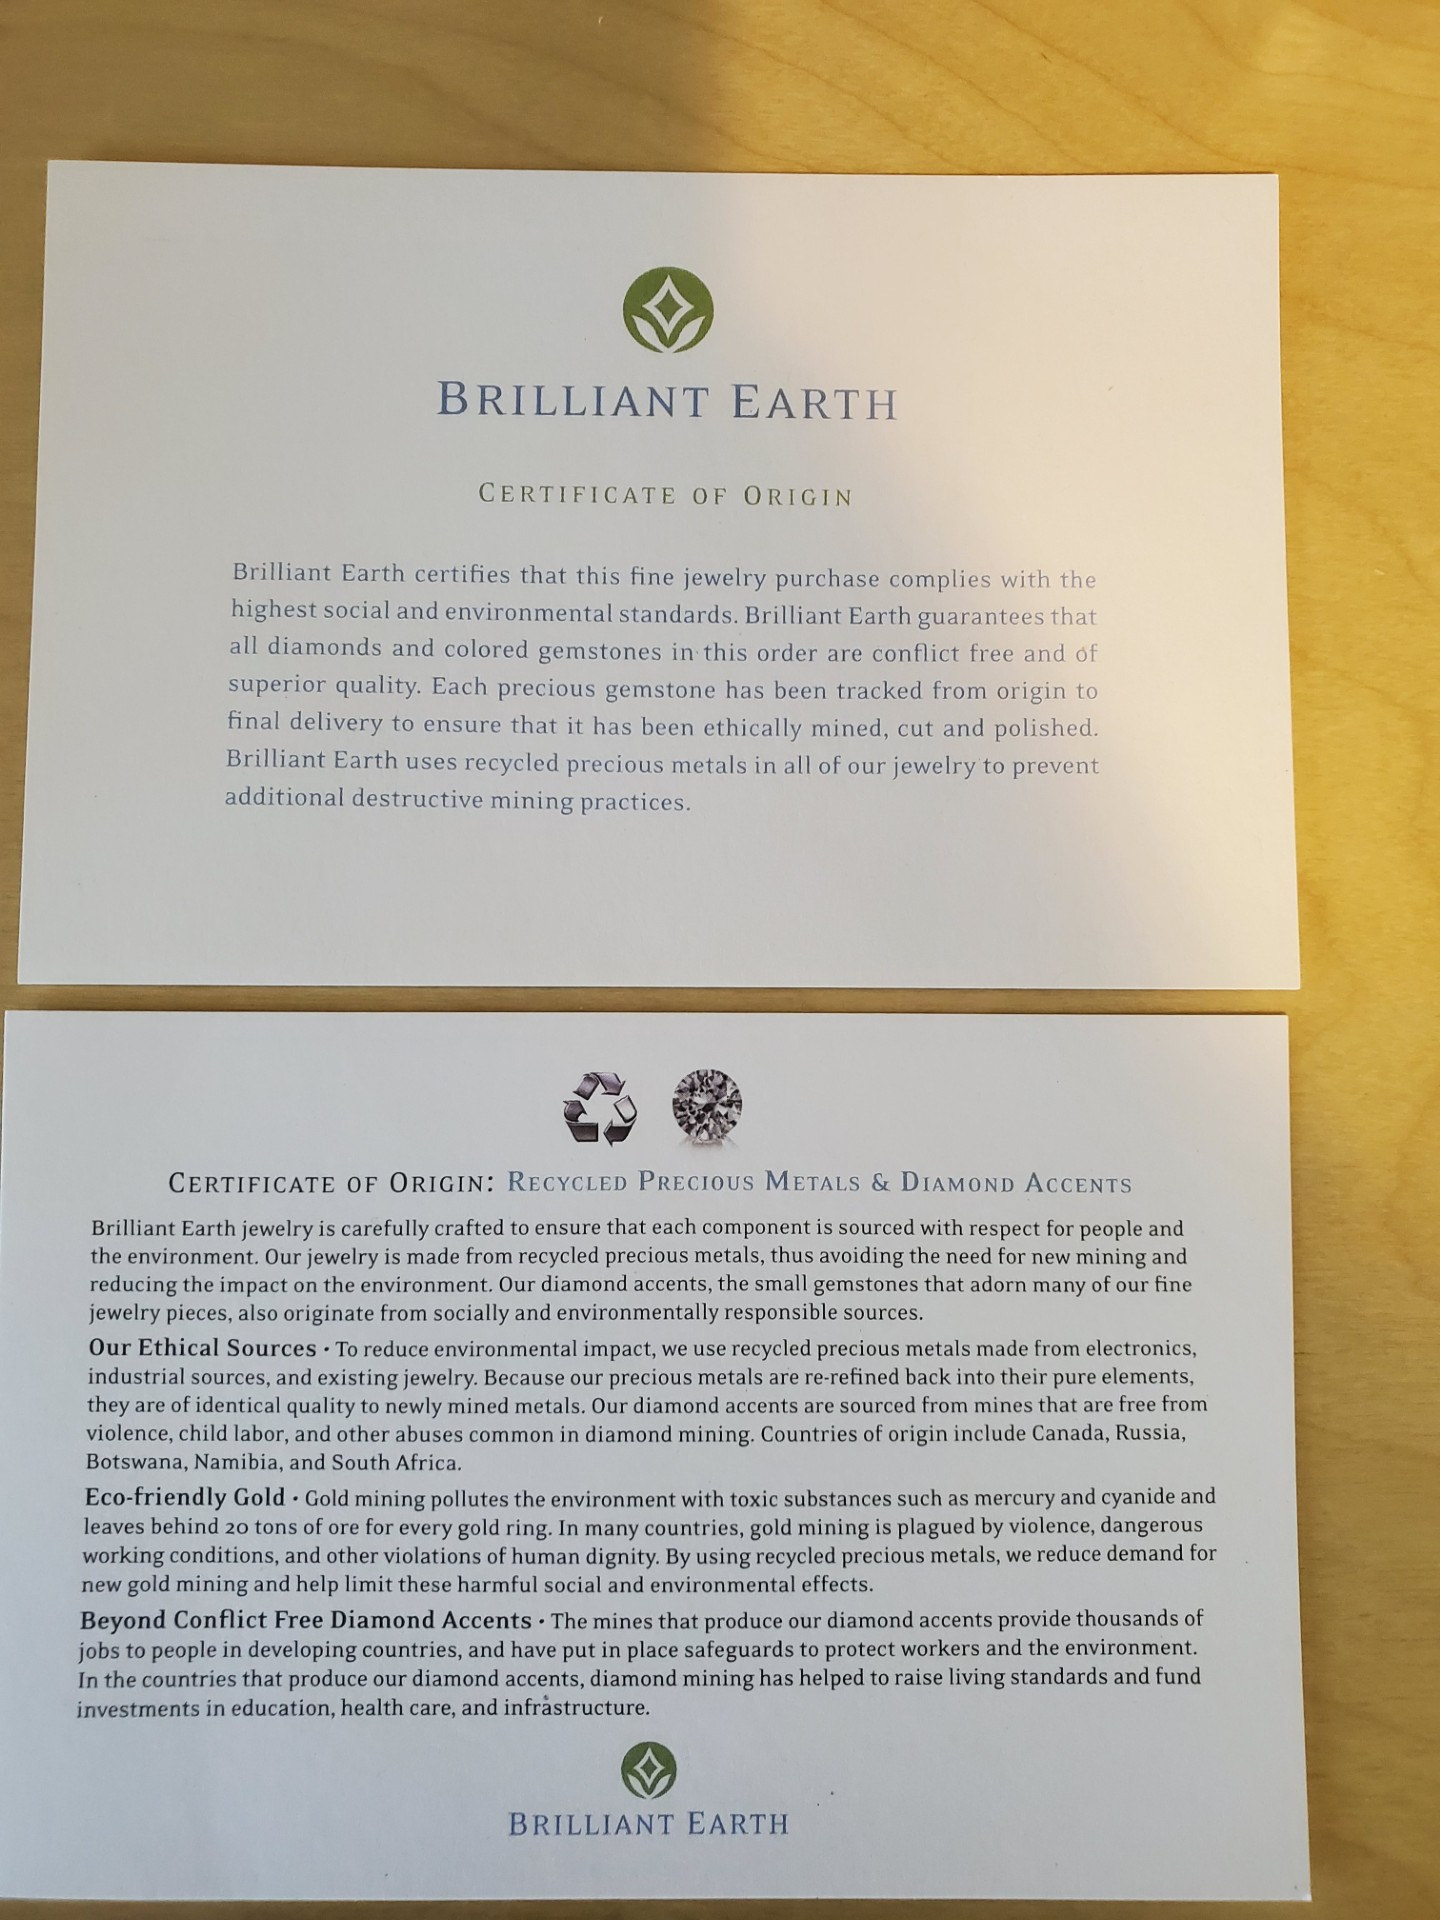 BRILLIANT EARTH
CERTIFICATE OF ORIGIN
Brilliant Earth certifies that this fine jewelry purchase complies with the
highest social and environmental standards. Brilliant Earth guarantees that
all diamonds and colored gemstones in this order are conflict free and of
superior quality. Each precious gemstone has been tracked from origin to
final delivery to ensure that it has been ethically mined, cut and polished.
Brilliant Earth uses recycled precious metals in all of our jewelry to prevent
additional destructive mining practices.
CERTIFICATE OF ORIGIN: RECYCLED PRECIOUS METALS & DIAMOND ACCENTS
Brilliant Earth jewelry is carefully crafted to ensure that each component is sourced with respect for people and
the environment. Our jewelry is made from recycled precious metals, thus avoiding the need for new mining and
reducing the impact on the environment. Our diamond accents, the small gemstones that adorn many of our fine
jewelry pieces, also originate from socially and environmentally responsible sources.
Our Ethical Sources • To reduce environmental impact, we use recycled precious metals made from electronics,
industrial sources, and existing jewelry. Because our precious metals are re-refined back into their pure elements,
they are of identical quality to newly mined metals. Our diamond accents are sourced from mines that are free from
violence, child labor, and other abuses common in diamond mining. Countries of origin include Canada, Russia,
Botswana, Namibia, and South Africa.
Eco-friendly Gold • Gold mining pollutes the environment with toxic substances such as mercury and cyanide and
leaves behind 20 tons of ore for every gold ring. In many countries, gold mining is plagued by violence, dangerous
working conditions, and other violations of human dignity. By using recycled precious metals, we reduce demand for
new gold mining and help limit these harmful social and environmental effects.
Beyond Conflict Free Diamond Accents • The mines that produce our diamond accents provide thousands of
jobs to people in developing countries, and have put in place safeguards to protect workers and the environment.
In the countries that produce our diamond accents, diamond mining has helped to raise living standards and fund
investments in education, health care, and infrastructure.
BRILLIANT EARTH